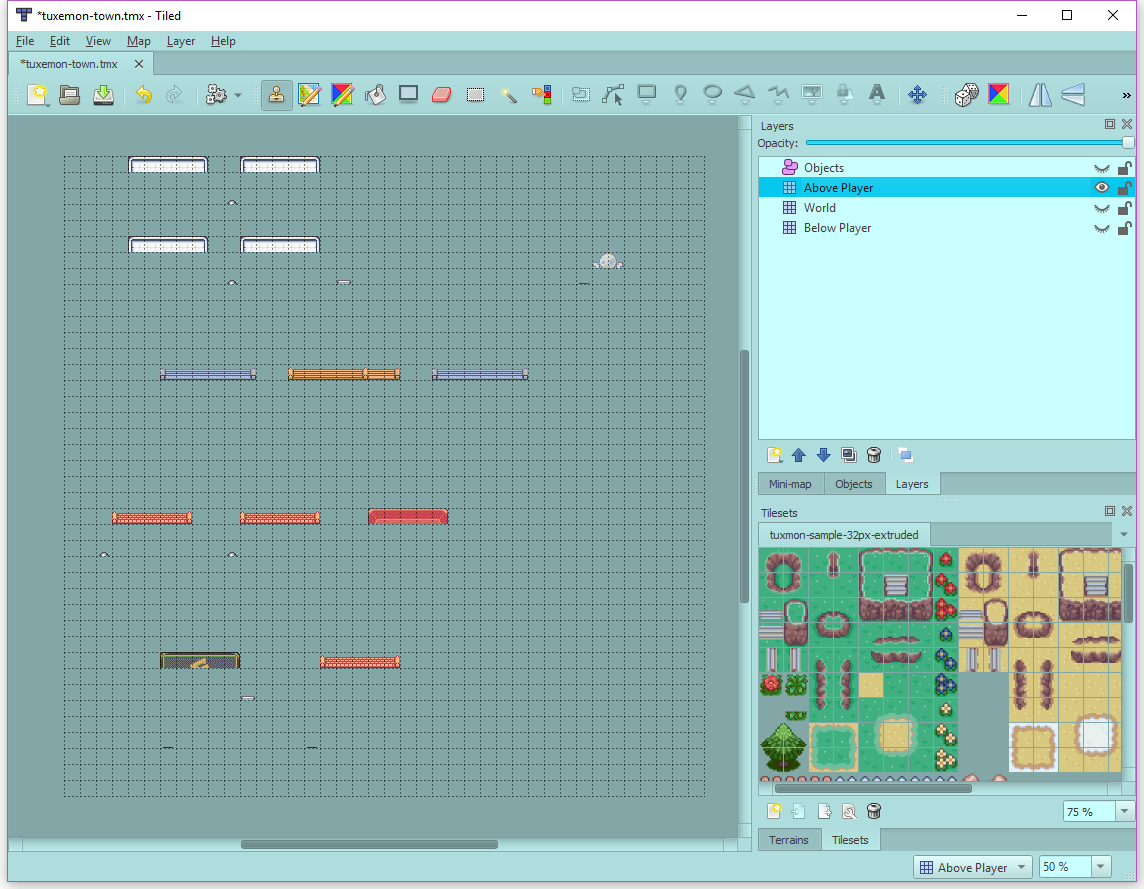 *tuxemon-town.tmx - Tiled
File Edit View Map Layer Help
*tuxemon-town.tmx
Layers
Opacity:
Objects
Above Player
World
Below Player
Mini-map Objects Layers
Tilesets
tuxmon-sample-32px-extruded
75 %
Terrains Tilesets
Above Player 50 %